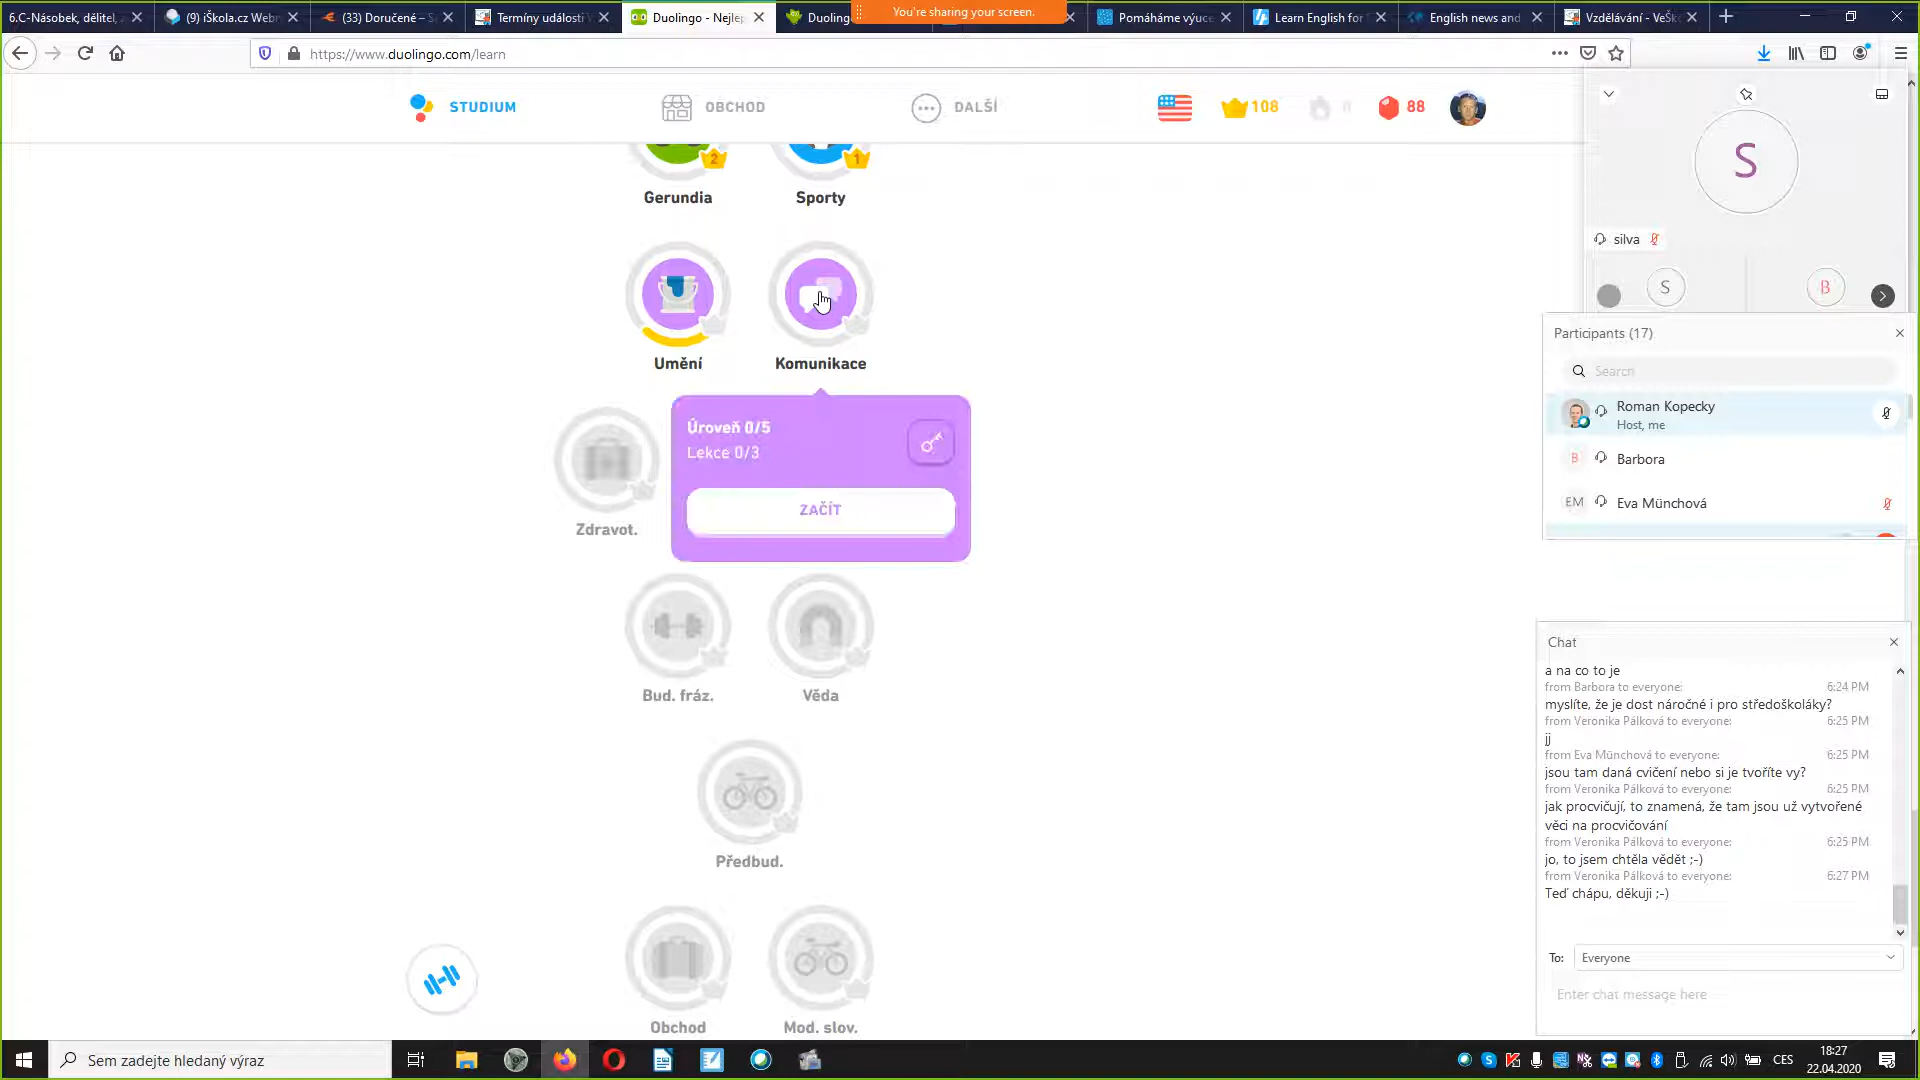 6.C-Násobek, dělitel,
(9) iŠkola.cz Webn
(33) Doručené – S
Termíny události V
Duolingo - Nejlep
Duoling
You're sharing your screen.
Pomáháme výuce
Learn English for
English news and
Vzdělávání - VeŠk
https://www.duolingo.com/learn
STUDIUM
OBCHOD
DALŠÍ
108
0
88
2
1
Gerundia
Sporty
Umění
Komunikace
Úroveň 0/5
Lekce 0/3
ZAČÍT
Zdravot.
Bud. fráz.
Věda
Předbud.
Obchod
Mod. slov.
S
silva
S
B
Participants (17)
Search
Roman Kopecky
Host, me
B
Barbora
EM
Eva Münchová
Chat
a na co to je
from Barbora to everyone:
6:24 PM
myslíte, že je dost náročné i pro středoškoláky?
from Veronika Pálková to everyone:
6:25 PM
jj
from Eva Münchová to everyone:
6:25 PM
jsou tam daná cvičení nebo si je tvoříte vy?
from Veronika Pálková to everyone:
6:25 PM
jak procvičují, to znamená, že tam jsou už vytvořené
věci na procvičování
from Veronika Pálková to everyone:
6:25 PM
jo, to jsem chtěla vědět ;-)
from Veronika Pálková to everyone:
6:27 PM
Teď chápu, děkuji ;-)
To:
Everyone
Enter chat message here
Sem zadejte hledaný výraz
CES
18:27
22.04.2020